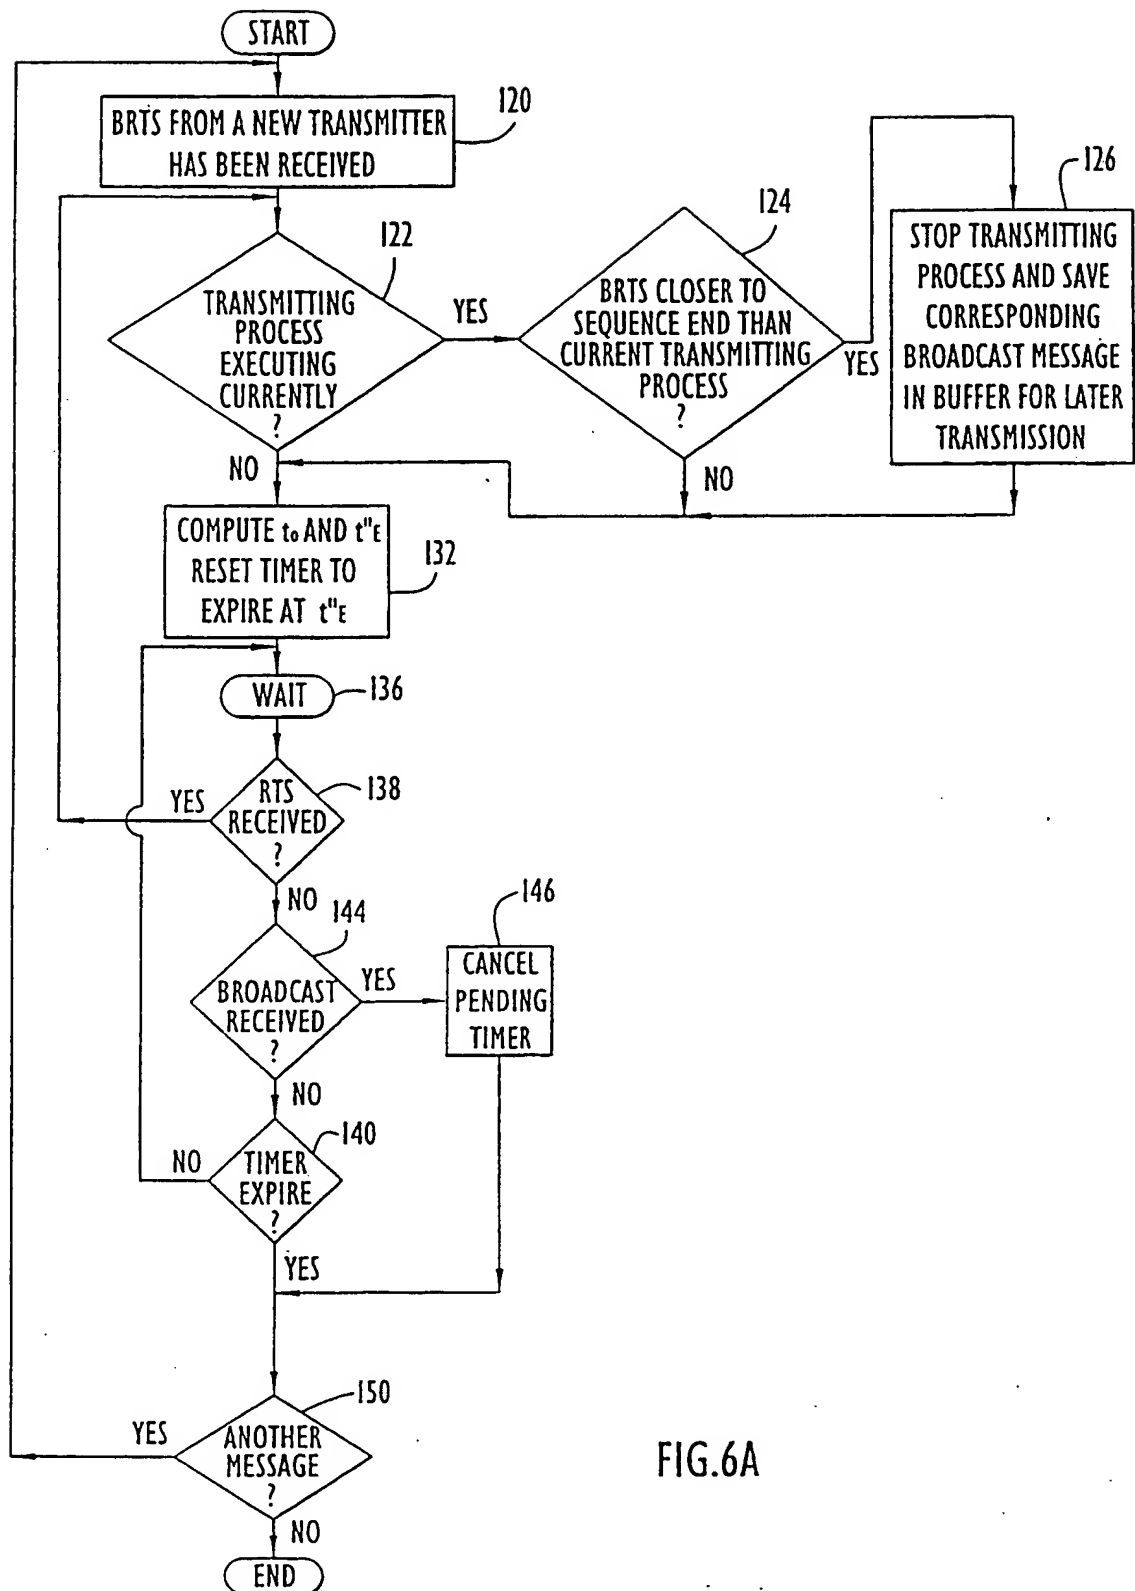 START
BRTS FROM A NEW TRANSMITTER
HAS BEEN RECEIVED
120
122
TRANSMITTING
PROCESS
EXECUTING
CURRENTLY
?
YES
NO
124
BRTS CLOSER TO
SEQUENCE END THAN
CURRENT TRANSMITTING
PROCESS
?
YES
NO
126
STOP TRANSMITTING
PROCESS AND SAVE
CORRESPONDING
BROADCAST MESSAGE
IN BUFFER FOR LATER
TRANSMISSION
COMPUTE t₀ AND t"E
RESET TIMER TO
EXPIRE AT t"E
132
WAIT
136
RTS
RECEIVED
?
138
YES
NO
144
BROADCAST
RECEIVED
?
YES
NO
146
CANCEL
PENDING
TIMER
140
TIMER
EXPIRE
?
NO
YES
150
ANOTHER
MESSAGE
?
YES
NO
END
FIG.6A